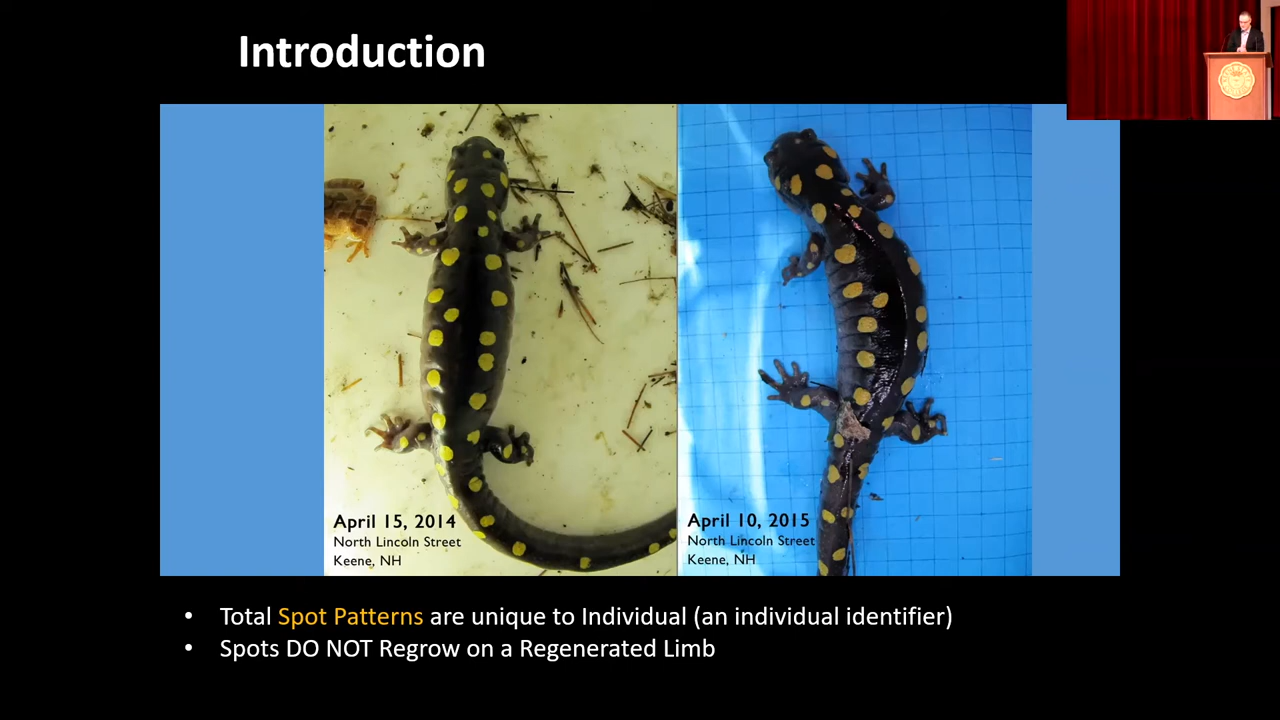 Introduction
April 15, 2014
North Lincoln Street
Keene, NH
April 10, 2015
North Lincoln Street
Keene, NH
• Total Spot Patterns are unique to Individual (an individual identifier)
• Spots DO NOT Regrow on a Regenerated Limb